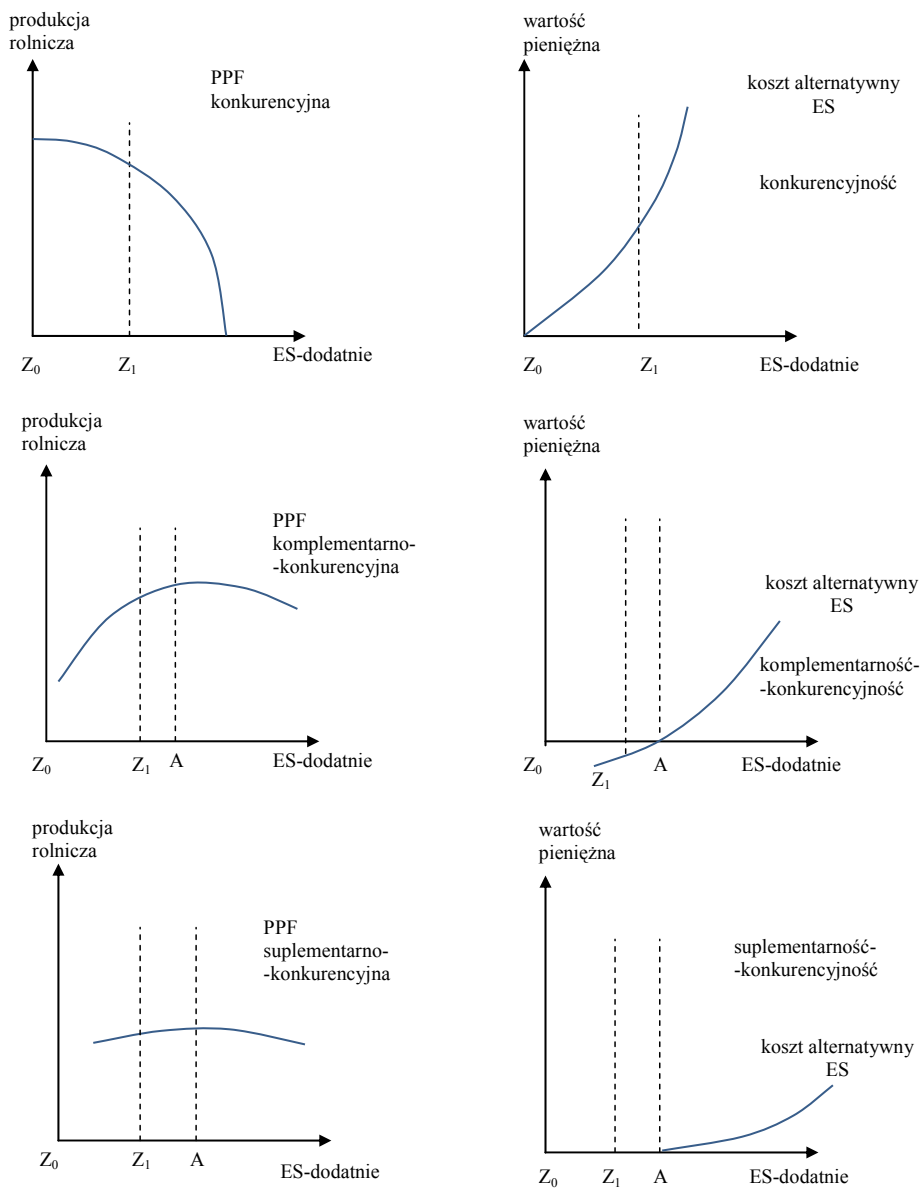 produkcja
rolnicza
PPF
konkurencyjna
Z₀
Z₁
ES-dodatnie
wartość
pieniężna
koszt alternatywny
ES
konkurencyjność
Z₀
Z₁
ES-dodatnie
produkcja
rolnicza
PPF
komplementarno-
-konkurencyjna
Z₀
Z₁
A
ES-dodatnie
wartość
pieniężna
koszt alternatywny
ES
komplementarność-
-konkurencyjność
Z₀
Z₁
A
ES-dodatnie
produkcja
rolnicza
PPF
suplementarno-
-konkurencyjna
Z₀
Z₁
A
ES-dodatnie
wartość
pieniężna
suplementarność-
-konkurencyjność
koszt alternatywny
ES
Z₀
Z₁
A
ES-dodatnie